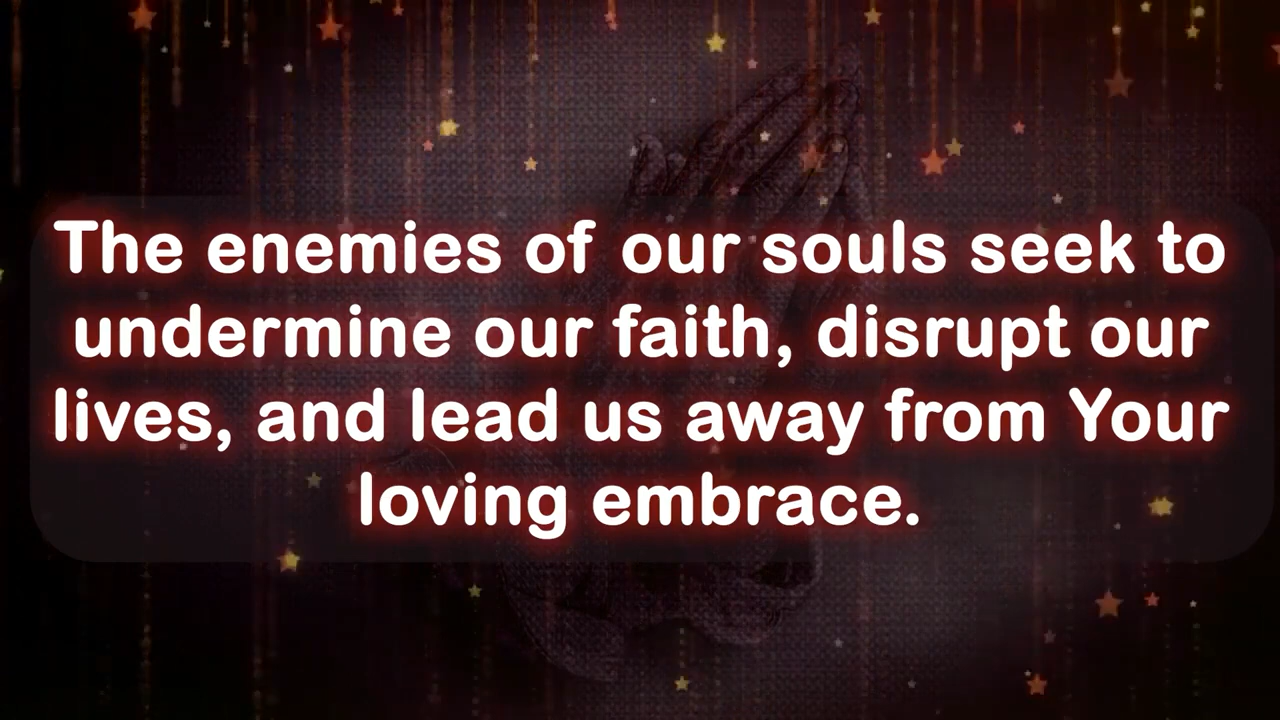 The enemies of our souls seek to
undermine our faith, disrupt our
lives, and lead us away from Your
loving embrace.